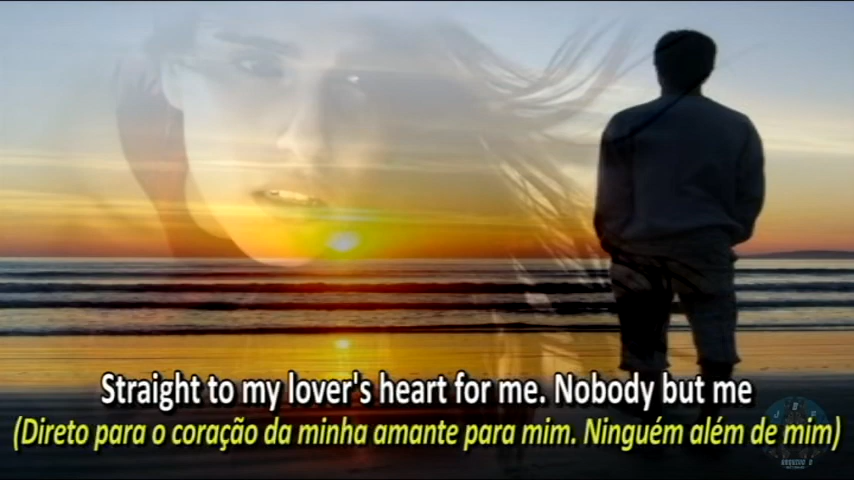 Straight to my lover's heart for me. Nobody but me
(Direto para o coração da minha amante para mim. Ninguém além de mim)